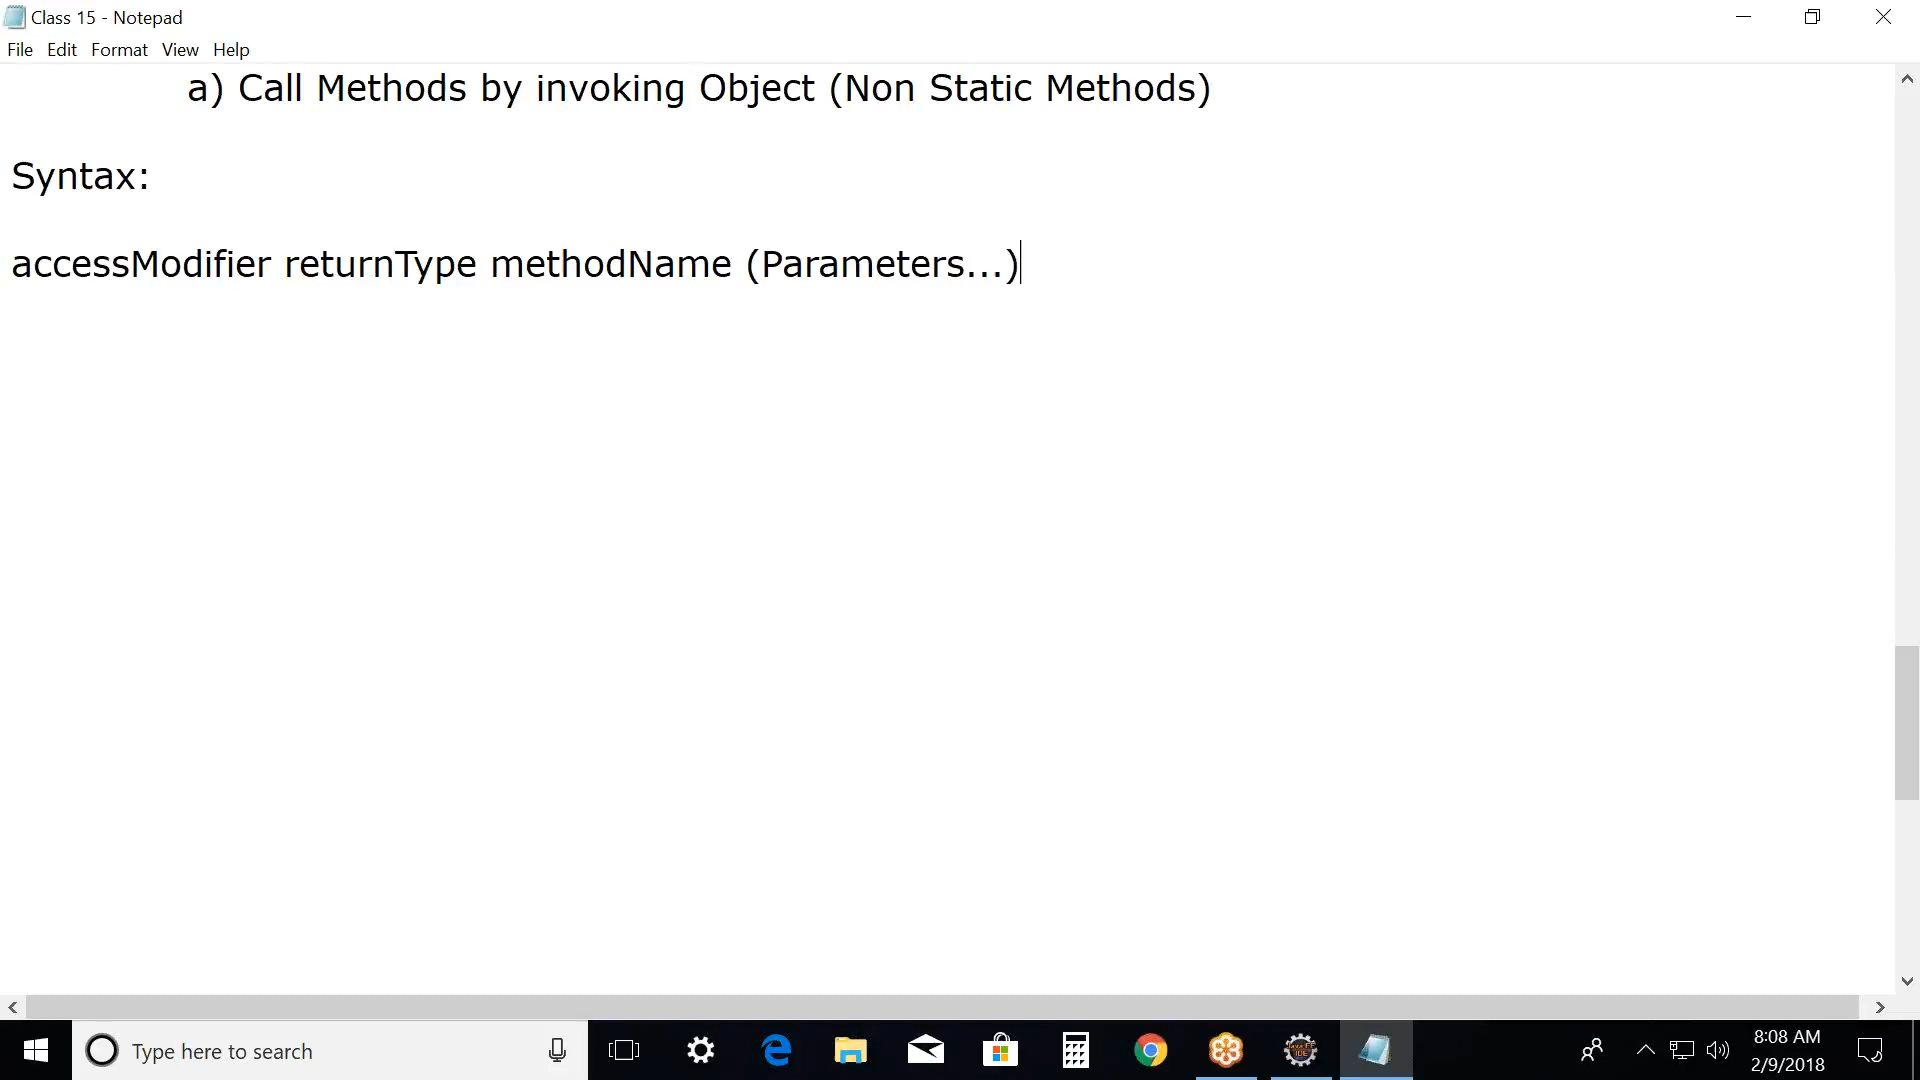 Class 15 - Notepad
File Edit Format View Help
a) Call Methods by invoking Object (Non Static Methods)
Syntax:
accessModifier returnType methodName (Parameters...)
Type here to search
8:08 AM
2/9/2018